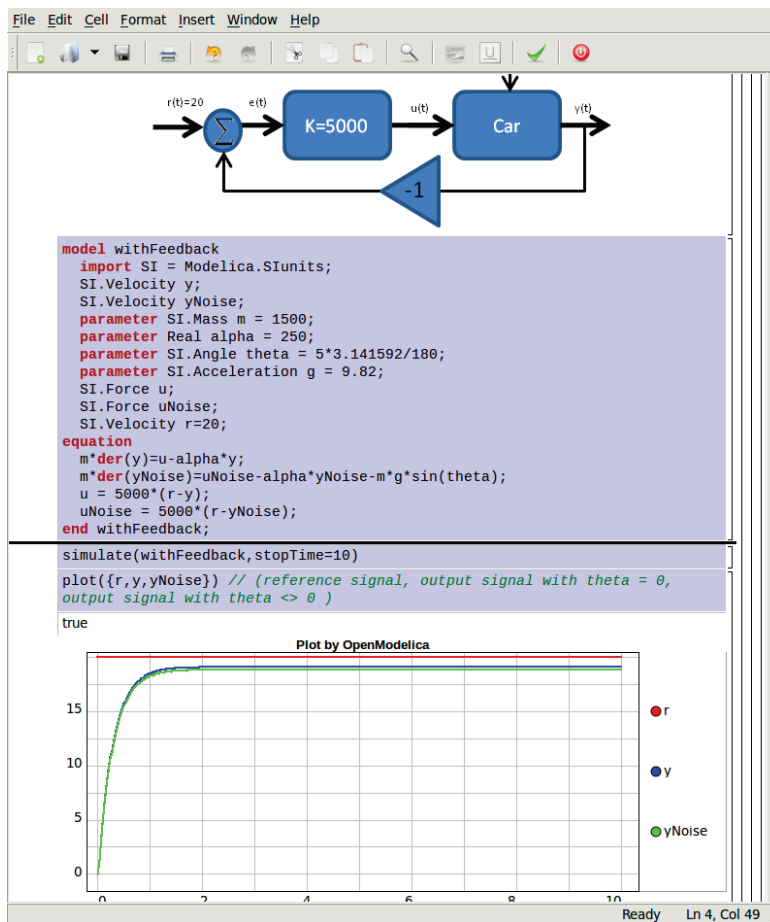 File Edit Cell Format Insert Window Help
r(t)=20
e(t)
u(t)
y(t)
∑
K=5000
Car
-1
model withFeedback
import SI = Modelica.SIunits;
SI.Velocity y;
SI.Velocity yNoise;
parameter SI.Mass m = 1500;
parameter Real alpha = 250;
parameter SI.Angle theta = 5*3.141592/180;
parameter SI.Acceleration g = 9.82;
SI.Force u;
SI.Force uNoise;
SI.Velocity r=20;
equation
m*der(y)=u-alpha*y;
m*der(yNoise)=uNoise-alpha*yNoise-m*g*sin(theta);
u = 5000*(r-y);
uNoise = 5000*(r-yNoise);
end withFeedback;
simulate(withFeedback,stopTime=10)
plot({r,y,yNoise}) // (reference signal, output signal with theta = 0,
output signal with theta <> 0 )
true
Plot by OpenModelica
15
10
5
0
0 2 4 6 8 10
r
y
yNoise
Ready Ln 4, Col 49